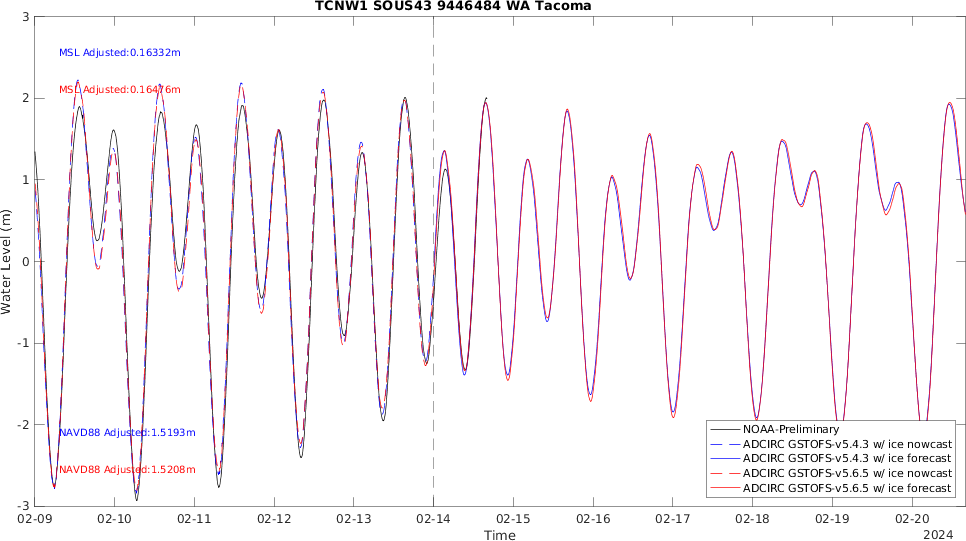 TCNW1 SOUS43 9446484 WA Tacoma
3
2
1
0
-1
-2
-3
Water Level (m)
MSL Adjusted:0.16332m
MSL Adjusted:0.16476m
NAVD88 Adjusted:1.5193m
NAVD88 Adjusted:1.5208m
NOAA-Preliminary
ADCIRC GSTOFS-v5.4.3 w/ ice nowcast
ADCIRC GSTOFS-v5.4.3 w/ ice forecast
ADCIRC GSTOFS-v5.6.5 w/ ice nowcast
ADCIRC GSTOFS-v5.6.5 w/ ice forecast
02-09 02-10 02-11 02-12 02-13 02-14 02-15 02-16 02-17 02-18 02-19 02-20
Time
2024